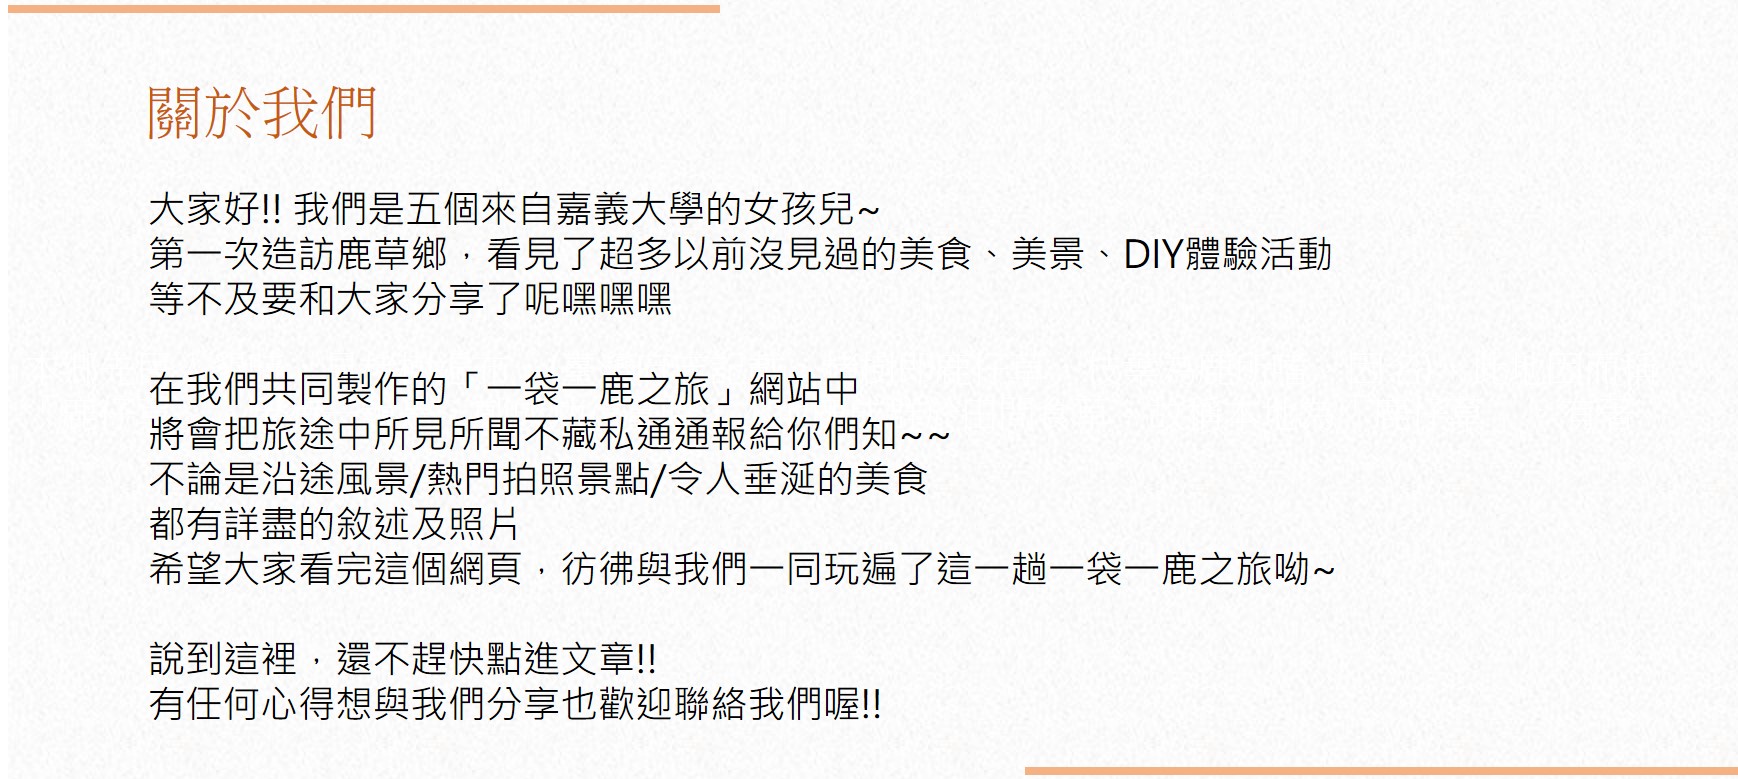 關於我們
大家好!! 我們是五個來自嘉義大學的女孩兒~
第一次造訪鹿草鄉，看見了超多以前沒見過的美食、美景、DIY體驗活動
等不及要和大家分享了呢嘿嘿嘿
在我們共同製作的「一袋一鹿之旅」網站中
將會把旅途中所見所聞不藏私通通報給你們知~~
不論是沿途風景/熱門拍照景點/令人垂涎的美食
都有詳盡的敘述及照片
希望大家看完這個網頁，彷彿與我們一同玩遍了這一趟一袋一鹿之旅呦~
說到這裡，還不趕快點進文章!!
有任何心得想與我們分享也歡迎聯絡我們喔!!